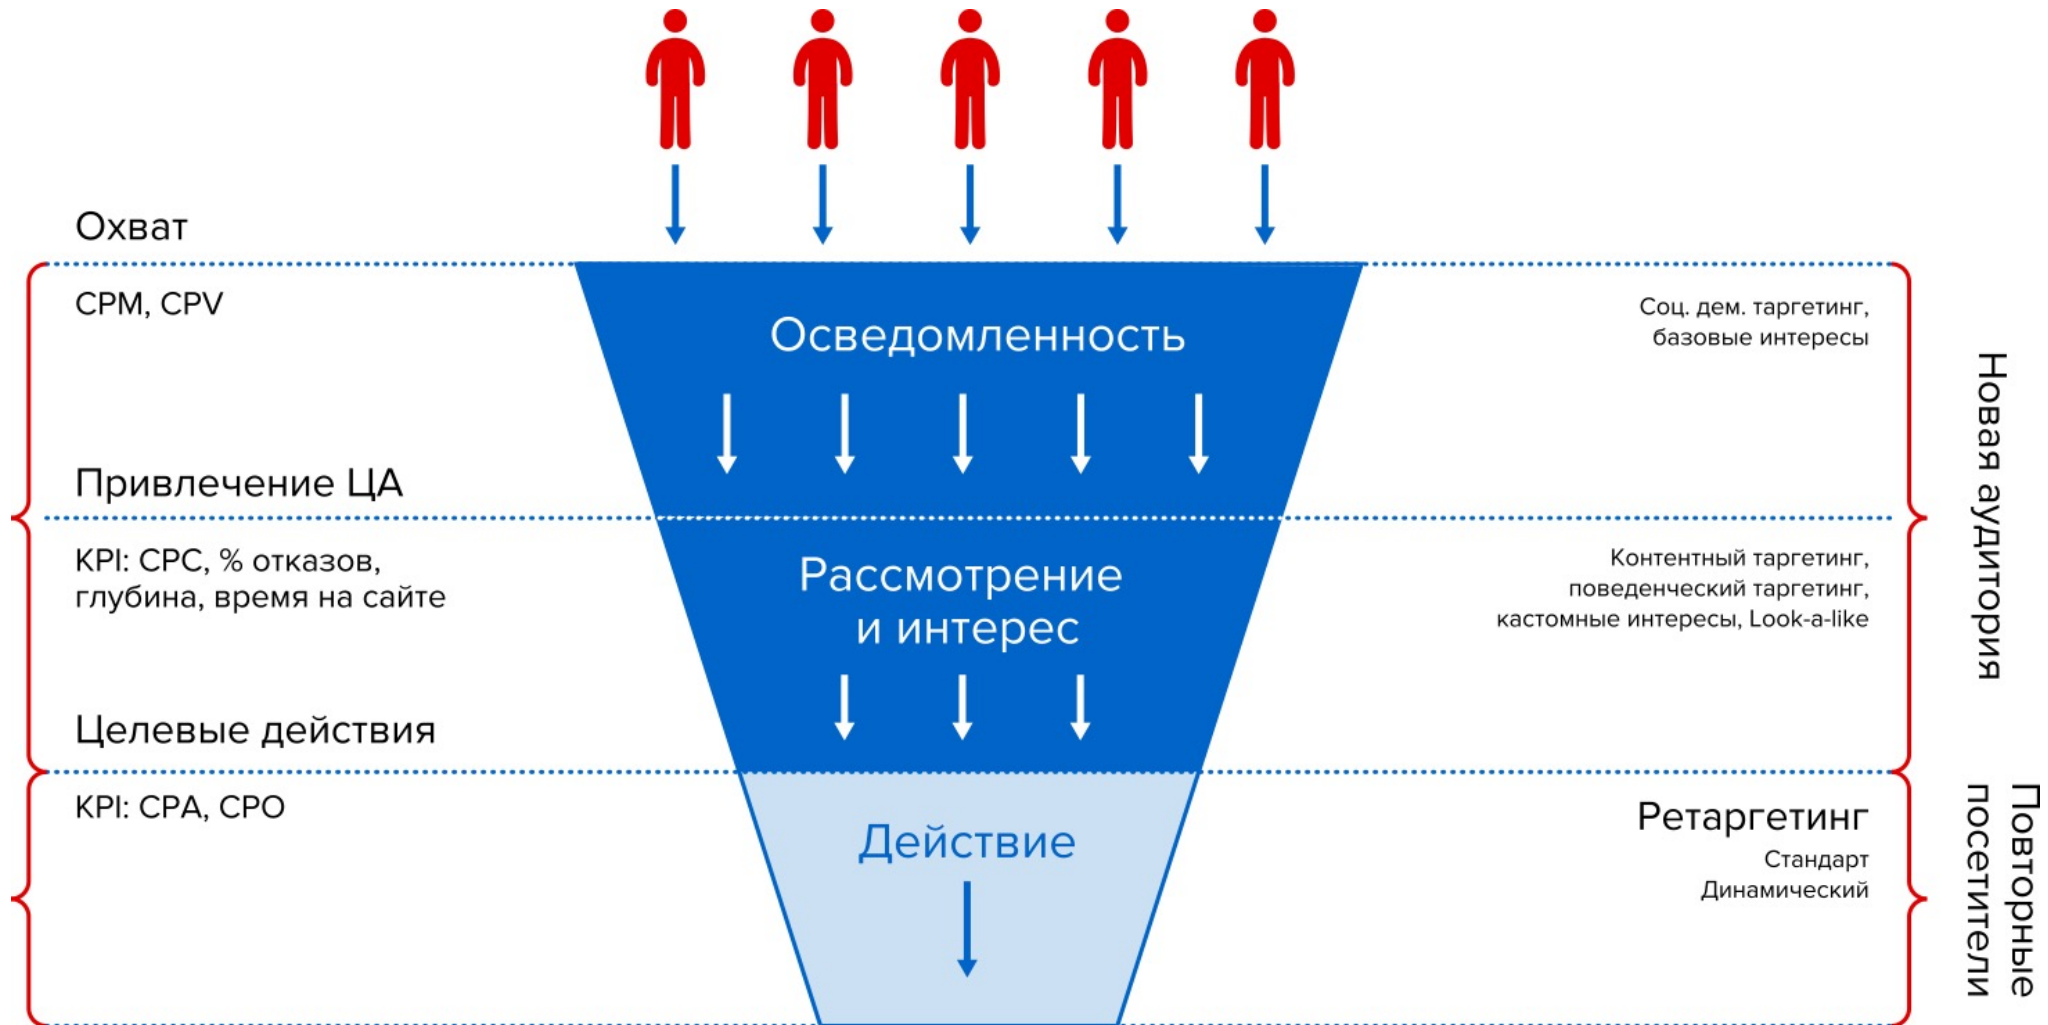 Охват
CPM, CPV
Осведомленность
Соц. дем. таргетинг,
базовые интересы
Привлечение ЦА
KPI: CPC, % отказов,
глубина, время на сайте
Рассмотрение
и интерес
Контентный таргетинг,
поведенческий таргетинг,
кастомные интересы, Look-a-like
Новая аудитория
Целевые действия
KPI: CPA, CPO
Действие
Ретаргетинг
Стандарт
Динамический
Повторные
посетители